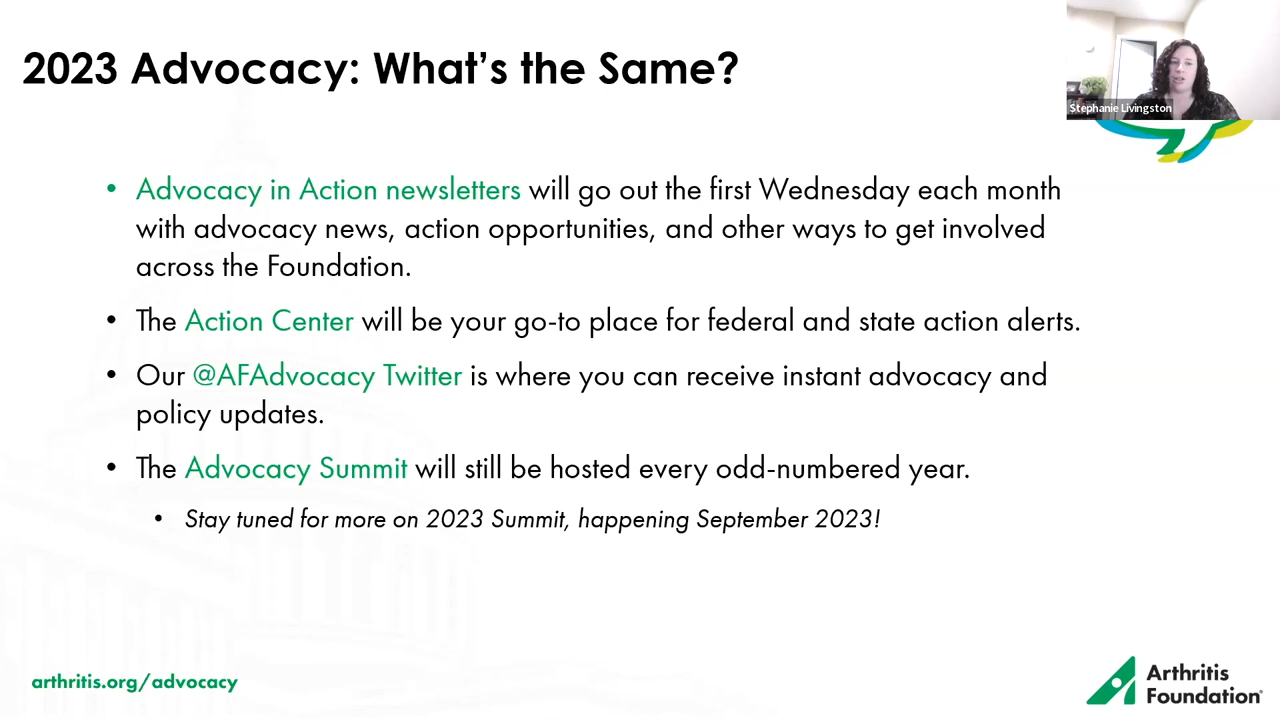 2023 Advocacy: What's the Same?
Stephanie Livingston
• Advocacy in Action newsletters will go out the first Wednesday each month
with advocacy news, action opportunities, and other ways to get involved
across the Foundation.
• The Action Center will be your go-to place for federal and state action alerts.
• Our @AFAdvocacy Twitter is where you can receive instant advocacy and
policy updates.
• The Advocacy Summit will still be hosted every odd-numbered year.
• Stay tuned for more on 2023 Summit, happening September 2023!
arthritis.org/advocacy
Arthritis
Foundation®